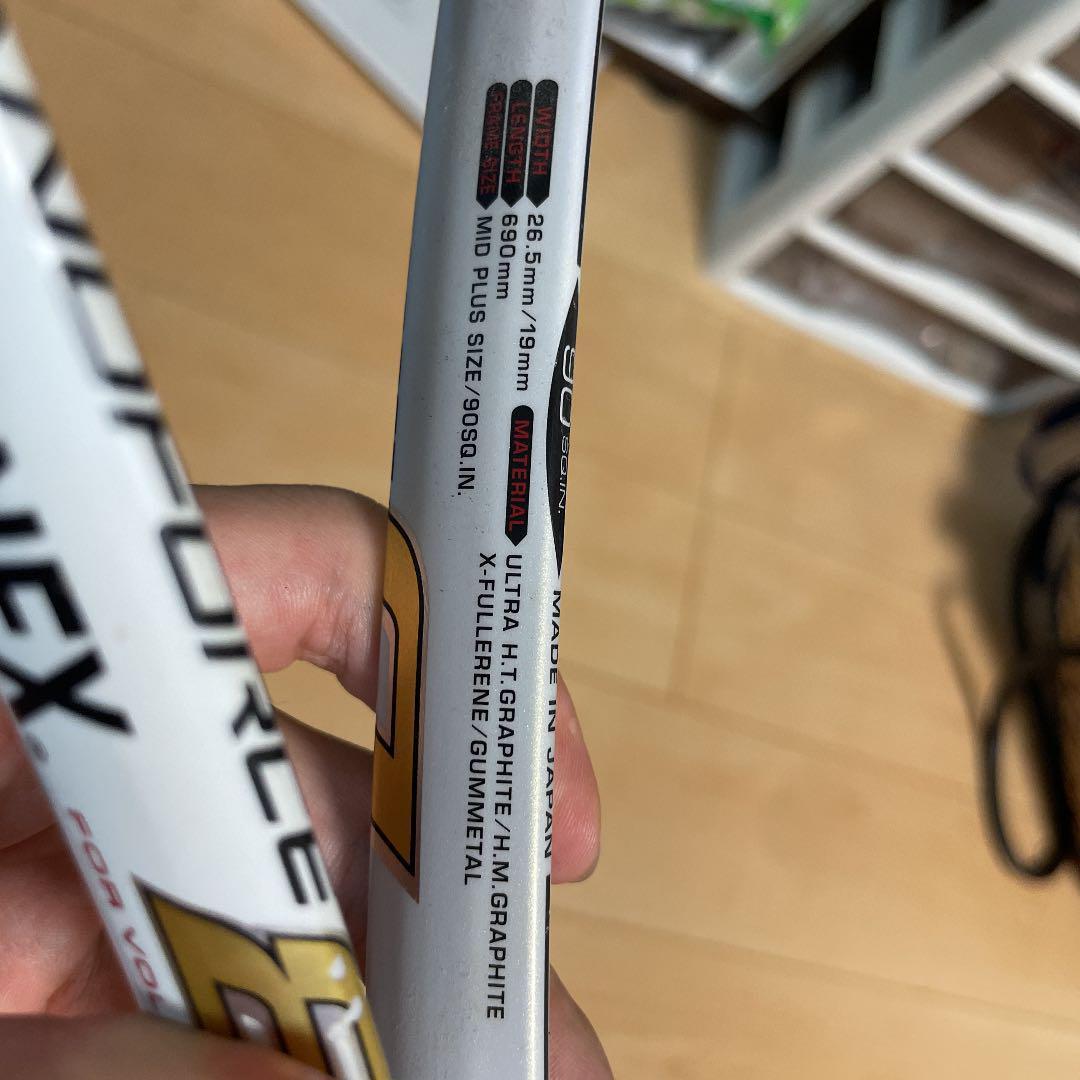 WIDTH 26.5mm/19mm
LENGTH 690mm
FRAME SIZE MID PLUS SIZE/90SQ.IN.
MATERIAL ULTRA H.T.GRAPHITE/H.M.GRAPHITE
X-FULLERENE/GUMMETAL
90 SQ.IN.
MADE IN JAPAN
FOR VOL